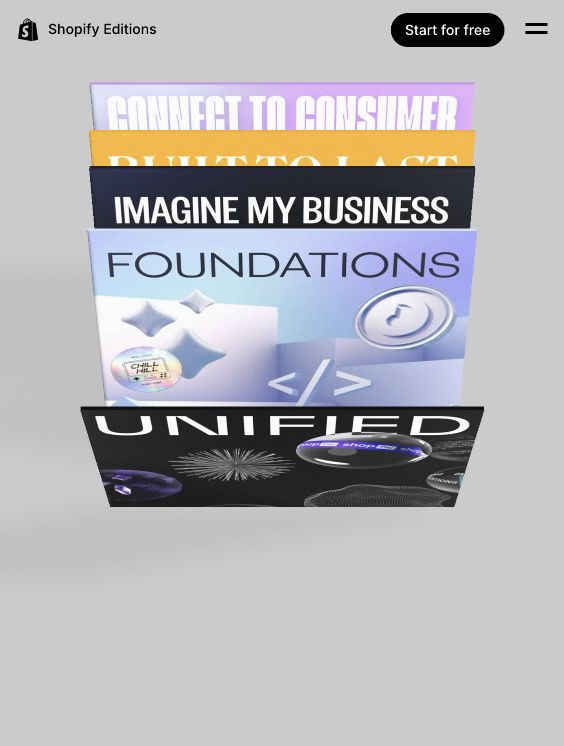 Shopify Editions
Start for free
CONNECT TO CONSUMER
BUILT TO LAST
IMAGINE MY BUSINESS
FOUNDATIONS
CHILL
HILL
</>
UNIFIED
shop
shop